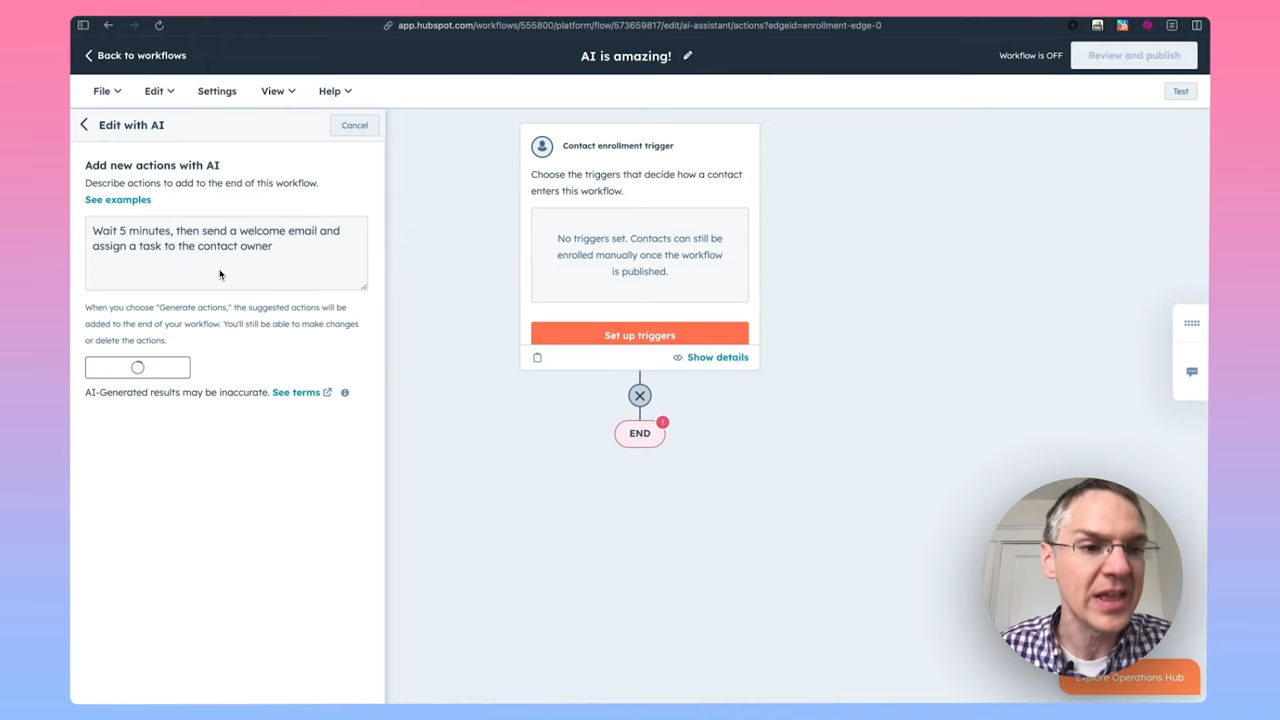 app.hubspot.com/workflows/555800/platform/flow/573659817/edit/ai-assistant/actions?edgeid=enrollment-edge-0
Back to workflows
AI is amazing!
Workflow is OFF
Review and publish
File
Edit
Settings
View
Help
Test
Edit with AI
Cancel
Add new actions with AI
Describe actions to add to the end of this workflow.
See examples
Wait 5 minutes, then send a welcome email and
assign a task to the contact owner
When you choose "Generate actions," the suggested actions will be
added to the end of your workflow. You'll still be able to make changes
or delete the actions.
AI-Generated results may be inaccurate. See terms
Contact enrollment trigger
Choose the triggers that decide how a contact
enters this workflow.
No triggers set. Contacts can still be
enrolled manually once the workflow
is published.
Set up triggers
Show details
END
!
Explore Operations Hub